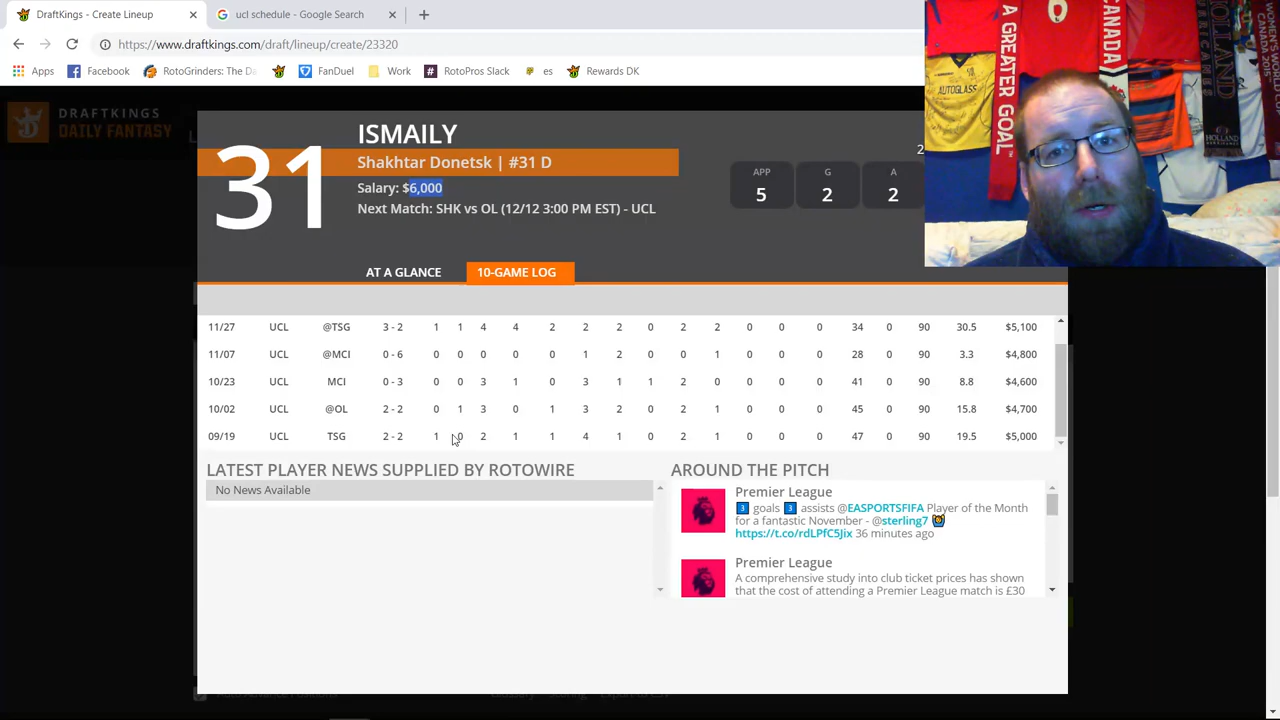 DraftKings - Create Lineup
ucl schedule - Google Search
https://www.draftkings.com/draft/lineup/create/23320
Apps
Facebook
RotoGrinders: The Da
FanDuel
Work
RotoPros Slack
es
Rewards DK
DRAFTKINGS
DAILY FANTASY
31
ISMAILY
Shakhtar Donetsk | #31 D
Salary: $6,000
Next Match: SHK vs OL (12/12 3:00 PM EST) - UCL
2
APP
5
G
2
A
2
AT A GLANCE
10-GAME LOG
11/27 UCL @TSG 3 - 2 1 1 4 4 2 2 2 0 2 2 0 0 0 34 0 90 30.5 $5,100
11/07 UCL @MCI 0 - 6 0 0 0 0 0 1 2 0 0 1 0 0 0 28 0 90 3.3 $4,800
10/23 UCL MCI 0 - 3 0 0 3 1 0 3 1 1 2 0 0 0 0 41 0 90 8.8 $4,600
10/02 UCL @OL 2 - 2 0 1 3 0 1 3 2 0 2 1 0 0 0 45 0 90 15.8 $4,700
09/19 UCL TSG 2 - 2 1 0 2 1 1 4 1 0 2 1 0 0 0 47 0 90 19.5 $5,000
LATEST PLAYER NEWS SUPPLIED BY ROTOWIRE
No News Available
AROUND THE PITCH
Premier League
3 goals 3 assists @EASPORTSFIFA Player of the
Month for a fantastic November - @sterling7
https://t.co/rdLPfC5Jix 36 minutes ago
Premier League
A comprehensive study into club ticket prices has shown
that the cost of attending a Premier League match is £30
A GREATER GOAL
CANADA
AUTOGLASS
HOLLAND
WOMEN'S WORLD CUP
CANADA 2015